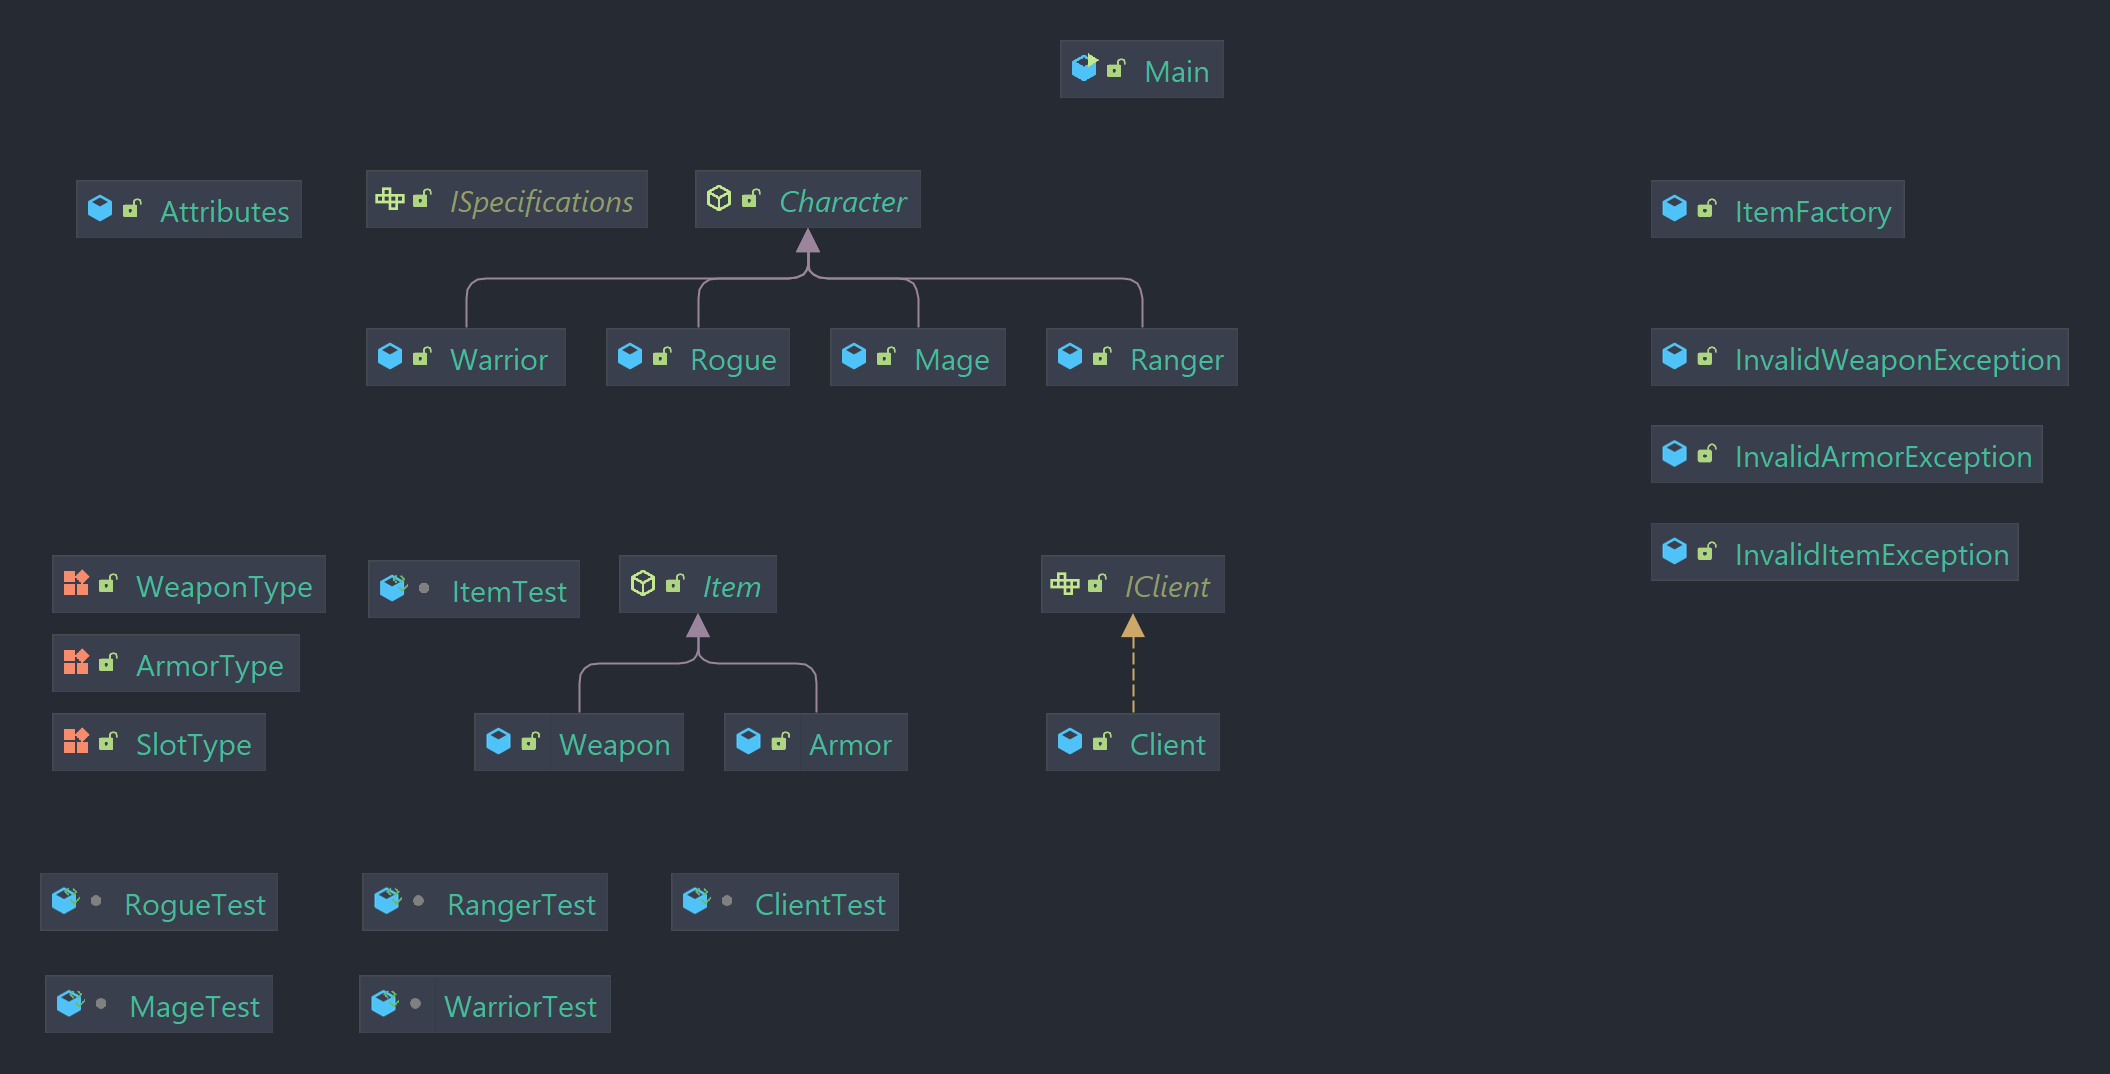 Main
Attributes
ISpecifications
Character
ItemFactory
Warrior
Rogue
Mage
Ranger
InvalidWeaponException
InvalidArmorException
InvalidItemException
WeaponType
ItemTest
Item
IClient
ArmorType
SlotType
Weapon
Armor
Client
RogueTest
RangerTest
ClientTest
MageTest
WarriorTest